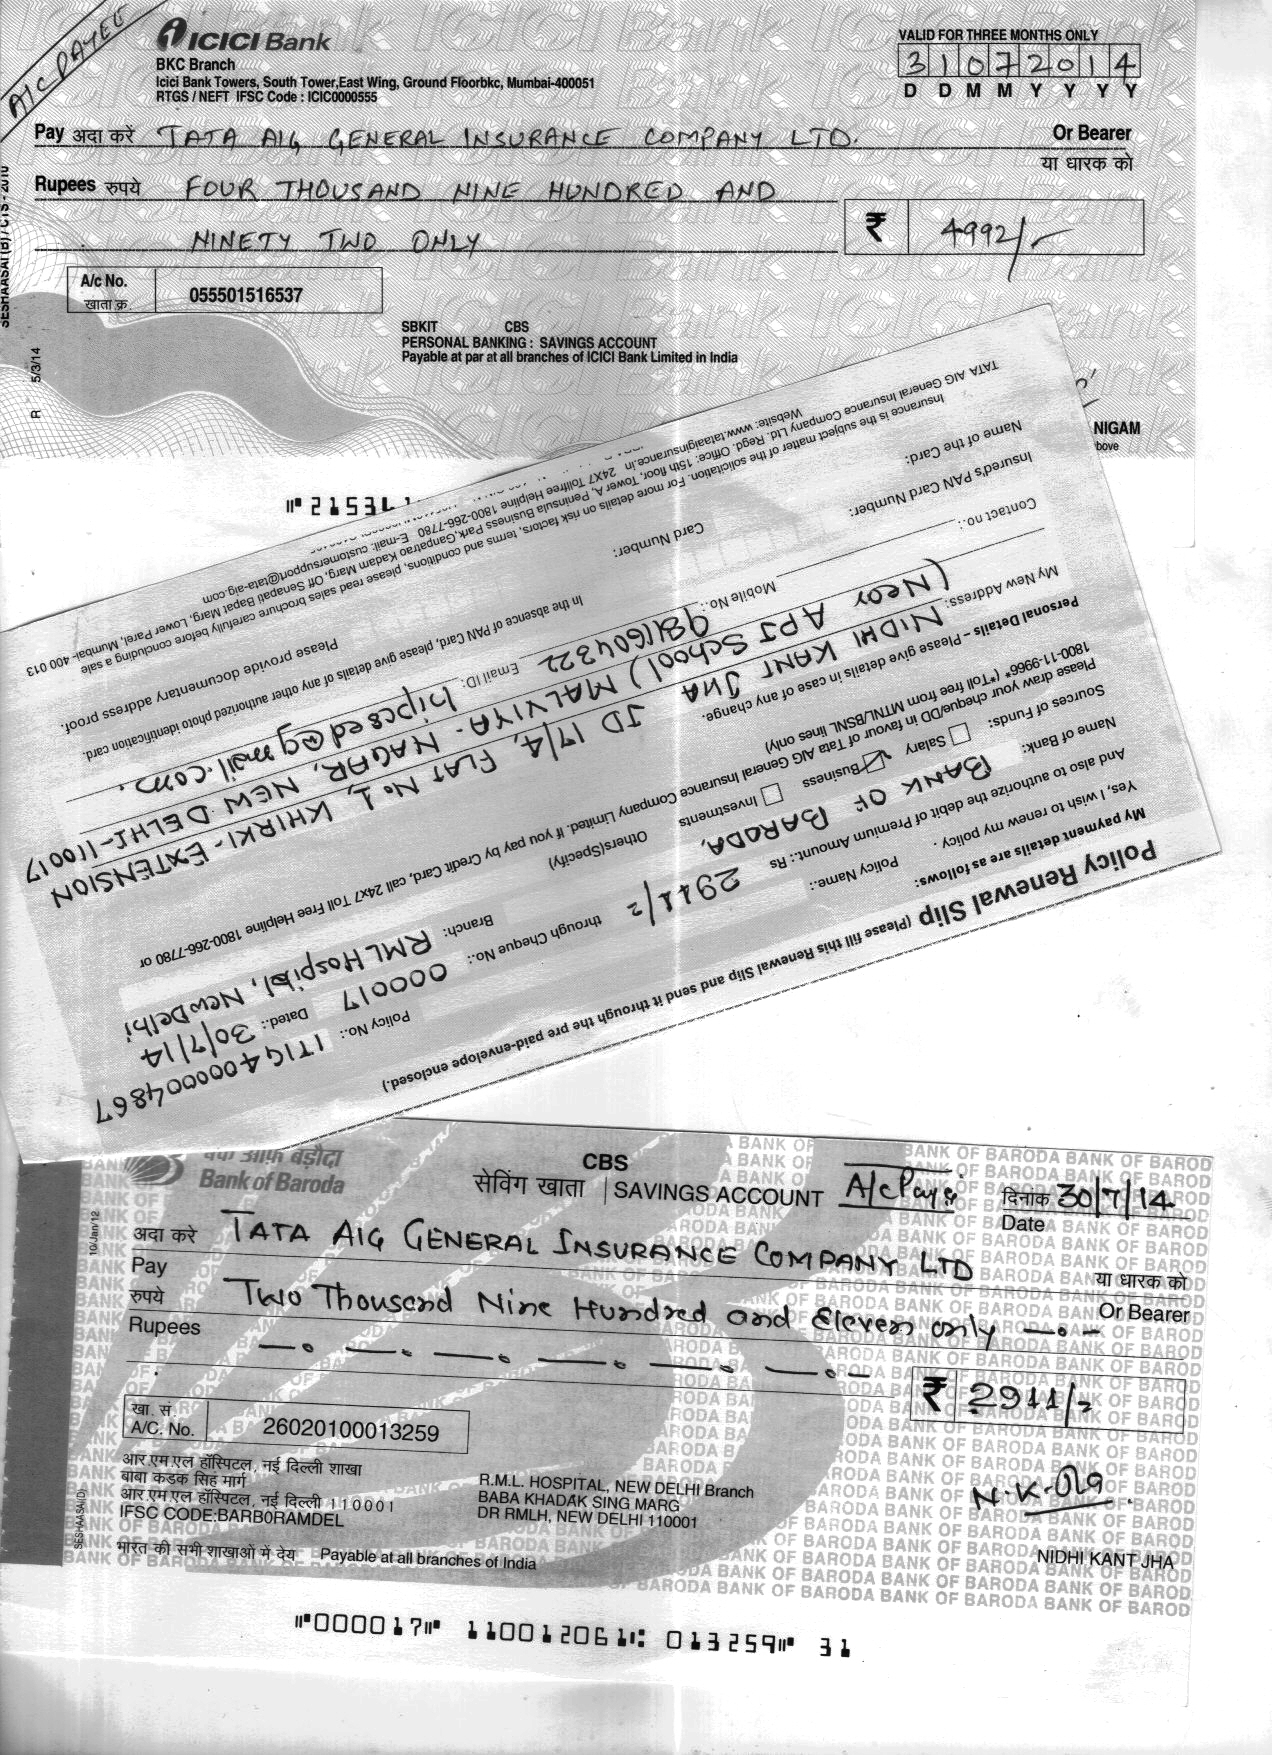 A/C PAYEE
ICICI Bank
BKC Branch
Icici Bank Towers, South Tower,East Wing, Ground Floorbkc, Mumbai-400051
RTGS / NEFT IFSC Code : ICIC0000555
VALID FOR THREE MONTHS ONLY
31072014
D D M M Y Y Y Y
Pay अदा करें TATA AIG GENERAL INSURANCE COMPANY LTD. Or Bearer
या धारक को
Rupees रुपये FOUR THOUSAND NINE HUNDRED AND
NINETY TWO ONLY
₹ 4992/-
A/c No.
खाता क्र.
055501516537
SBKIT CBS
PERSONAL BANKING : SAVINGS ACCOUNT
Payable at par at all branches of ICICI Bank Limited in India
SESHAASAI(B) / CTS - 2010
R 5/3/14
NIGAM
bove
Policy Renewal Slip (Please fill this Renewal Slip and send it through the pre paid-envelope enclosed.)
My payment details are as follows:
Yes, I wish to renew my policy . Policy Name.: Policy No.: ITIG400004867
And also to authorize the debit of Premium Amount.: Rs 2911/= through Cheque No.: 000017 Dated.: 30/7/14
Name of Bank: BANK OF BARODA, Branch: RML Hospital, New Delhi
Sources of Funds: Salary Business Investments Others(Specify)
Please draw your cheque/DD in favour of Tata AIG General Insurance Company Limited. If you pay by Credit Card, call 24x7 Toll Free Helpline 1800-266-7780 or
1800-11-9966* (*Toll free from MTNL/BSNL lines only)
Personal Details – Please give details in case of any change.
My New Address: NIDHI KANT JHA JD 17/4, FLAT No 1, KHIRKI-EXTENSION
(Near APJ School) MALVIYA-NAGAR, NEW DELHI-110017
Contact no.: Mobile No.: 9811604322 Email ID.: hipcsed@gmail.com.
Insured's PAN Card Number: In the absence of PAN Card, please give details of any other authorized photo identification card.
Name of the Card: Card Number: Please provide documentary address proof.
Insurance is the subject matter of the solicitation. For more details on risk factors, terms and conditions, please read sales brochure carefully before concluding a sale
TATA AIG General Insurance Company Ltd. Regd. Office: 15th floor, Tower A, Peninsula Business Park,Ganpatrao Kadam Marg, Off Senapati Bapat Marg, Lower Parel, Mumbai- 400 013
Website: www.tataaiginsurance.in 24X7 Tollfree Helpline 1800-266-7780 E-mail: customersupport@tata-aig.com
बैंक ऑफ़ बड़ौदा
Bank of Baroda
CBS
सेविंग खाता | SAVINGS ACCOUNT
दिनांक 30/7/14
Date
अदा करे TATA AIG GENERAL INSURANCE COMPANY LTD
Pay
या धारक को
Or Bearer
रुपये Two Thousand Nine Hundred and Eleven only
Rupees
₹ 2911/=
खा. सं.
A/C. No.
26020100013259
आर.एम.एल हॉस्पिटल, नई दिल्ली शाखा
बाबा कडक सिंह मार्ग
आर.एम.एल हॉस्पिटल, नई दिल्ली 110001
IFSC CODE:BARB0RAMDEL
R.M.L. HOSPITAL, NEW DELHI Branch
BABA KHADAK SING MARG
DR RMLH, NEW DELHI 110001
N.K. Jha
NIDHI KANT JHA
भारत की सभी शाखाओं में देय Payable at all branches of India
10/Jan/12
SESHAASAI(D)
⑈000017⑈ 110012061⑆ 013259⑈ 31